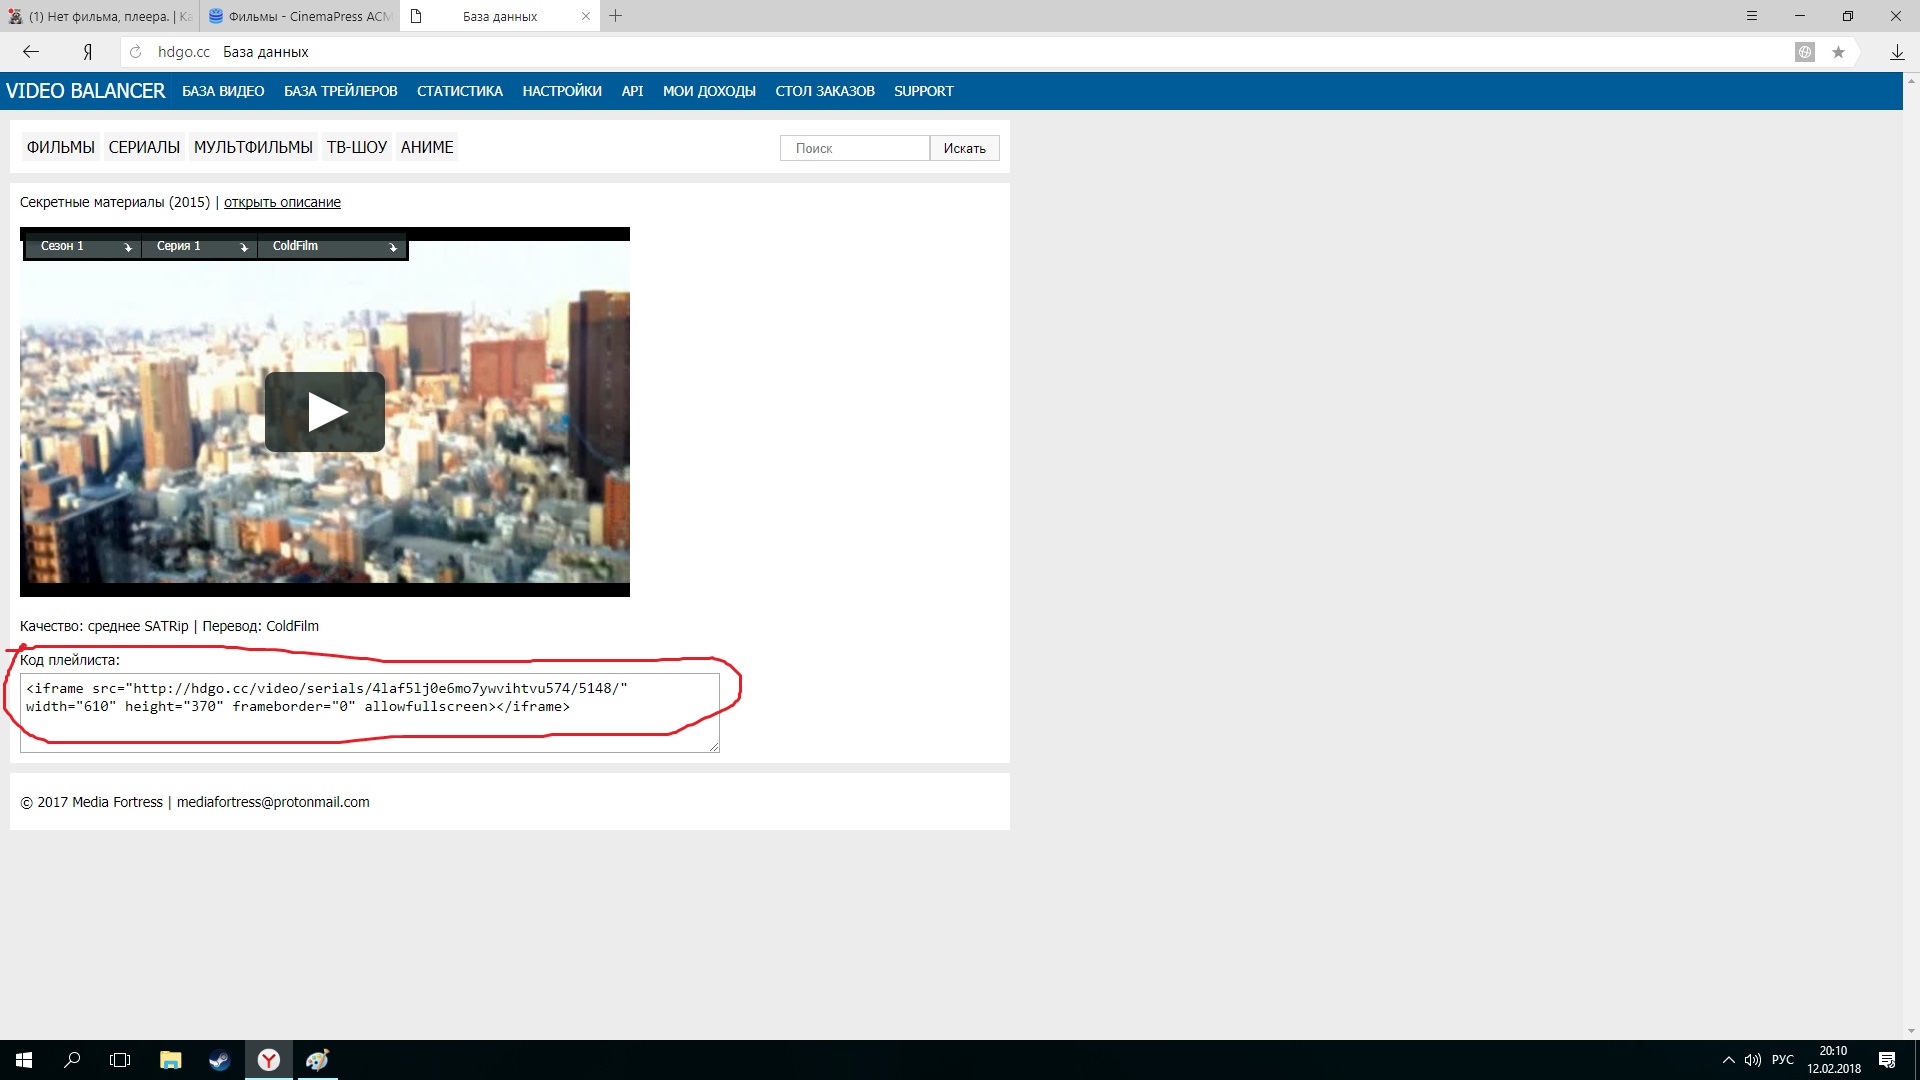 (1) Нет фильма, плеера. | Ка
Фильмы - CinemaPress ACM
База данных
Я
hdgo.cc База данных
VIDEO BALANCER БАЗА ВИДЕО БАЗА ТРЕЙЛЕРОВ СТАТИСТИКА НАСТРОЙКИ API МОИ ДОХОДЫ СТОЛ ЗАКАЗОВ SUPPORT
ФИЛЬМЫ СЕРИАЛЫ МУЛЬТФИЛЬМЫ ТВ-ШОУ АНИМЕ Поиск Искать
Секретные материалы (2015) | открыть описание
Сезон 1 Серия 1 ColdFilm
Качество: среднее SATRip | Перевод: ColdFilm
Код плейлиста:
<iframe src="http://hdgo.cc/video/serials/4laf5lj0e6mo7ywvihtvu574/5148/"
width="610" height="370" frameborder="0" allowfullscreen></iframe>
© 2017 Media Fortress | mediafortress@protonmail.com
РУС
20:10
12.02.2018